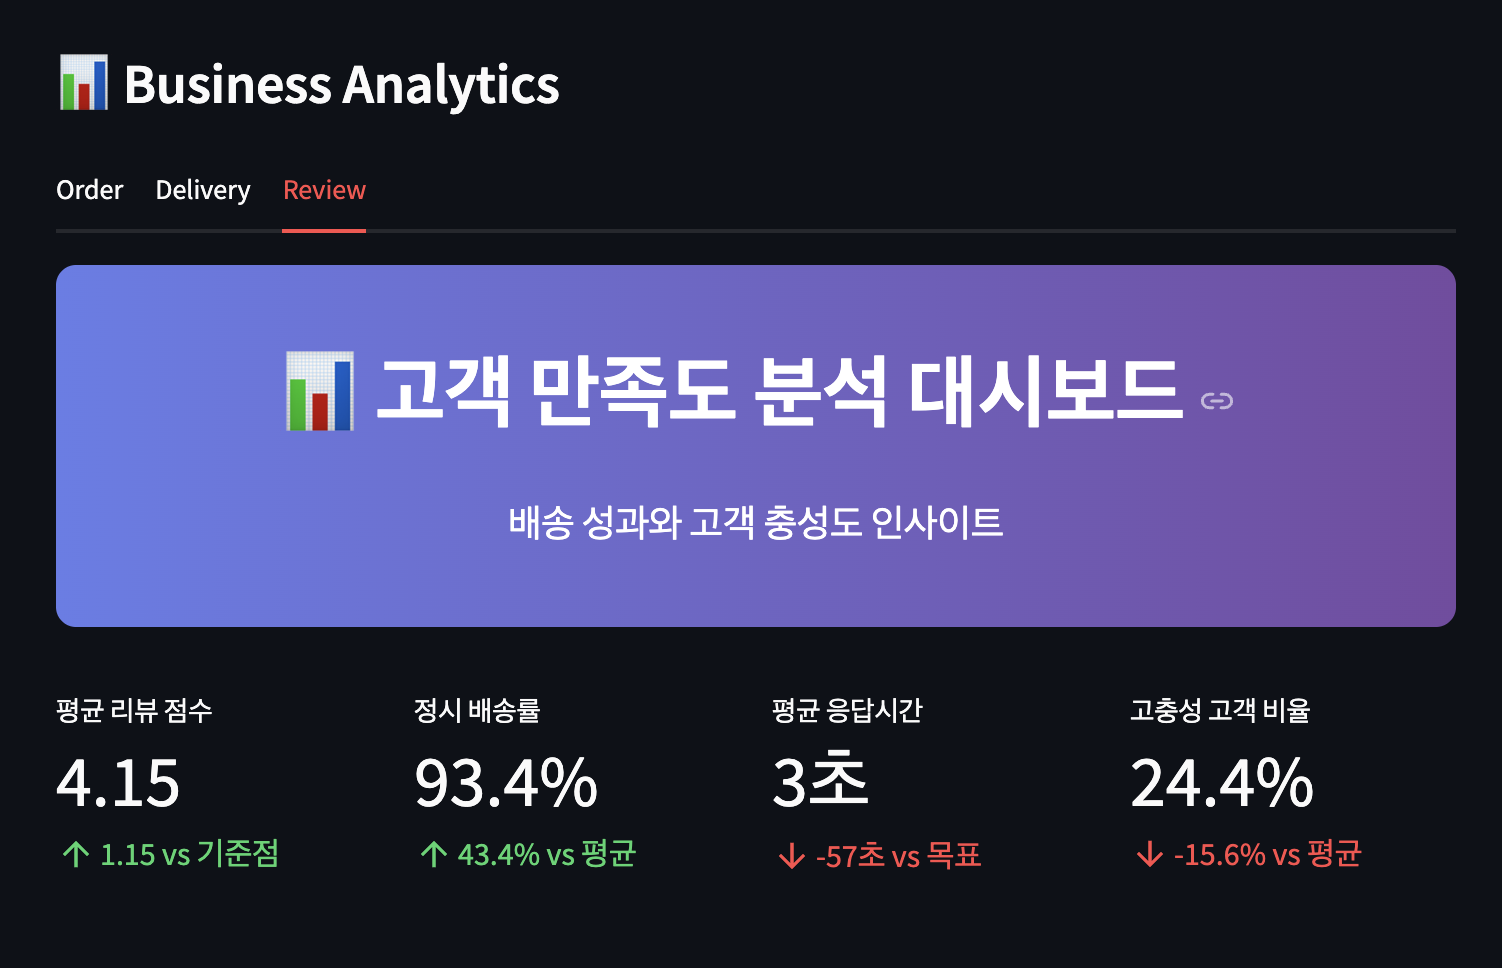 Business Analytics
Order Delivery Review
고객 만족도 분석 대시보드
배송 성과와 고객 충성도 인사이트
평균 리뷰 점수
4.15
↑ 1.15 vs 기준점
정시 배송률
93.4%
↑ 43.4% vs 평균
평균 응답시간
3초
↓ -57초 vs 목표
고충성 고객 비율
24.4%
↓ -15.6% vs 평균